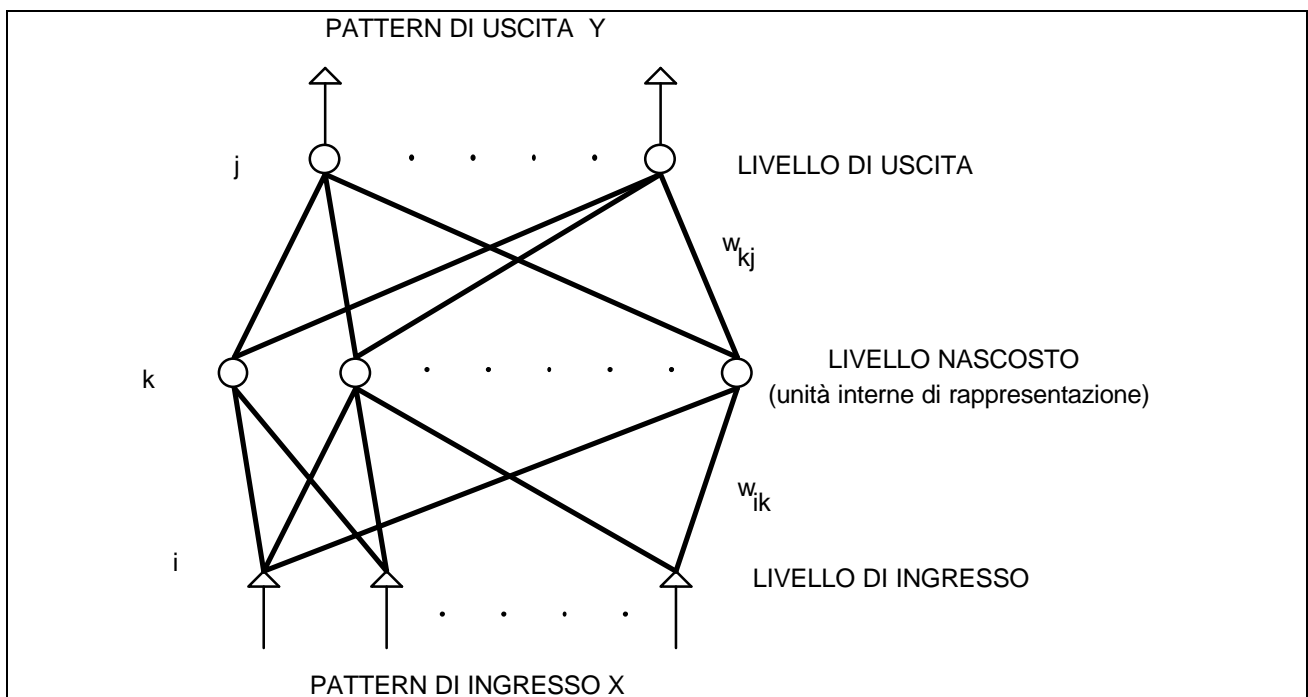 PATTERN DI USCITA Y
j
LIVELLO DI USCITA
w
kj
k
LIVELLO NASCOSTO
(unità interne di rappresentazione)
w
ik
i
LIVELLO DI INGRESSO
PATTERN DI INGRESSO X